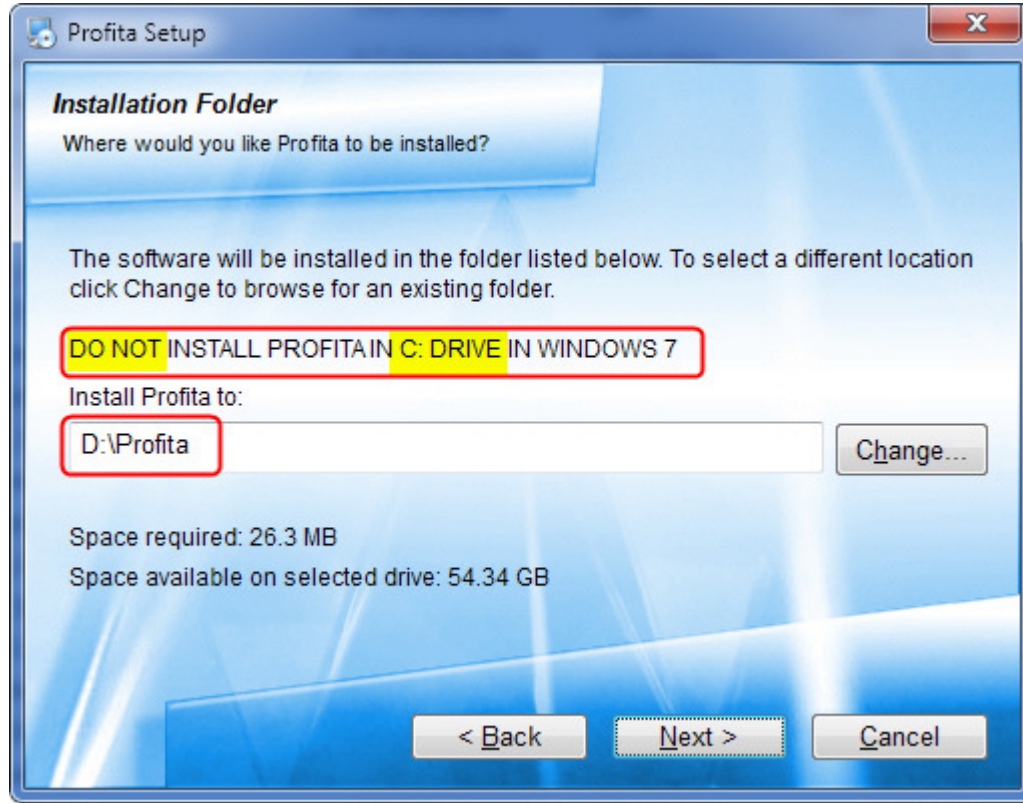 Profita Setup
Installation Folder
Where would you like Profita to be installed?
The software will be installed in the folder listed below. To select a different location
click Change to browse for an existing folder.
DO NOT INSTALL PROFITA IN C: DRIVE IN WINDOWS 7
Install Profita to:
D:\Profita
Change...
Space required: 26.3 MB
Space available on selected drive: 54.34 GB
< Back
Next >
Cancel